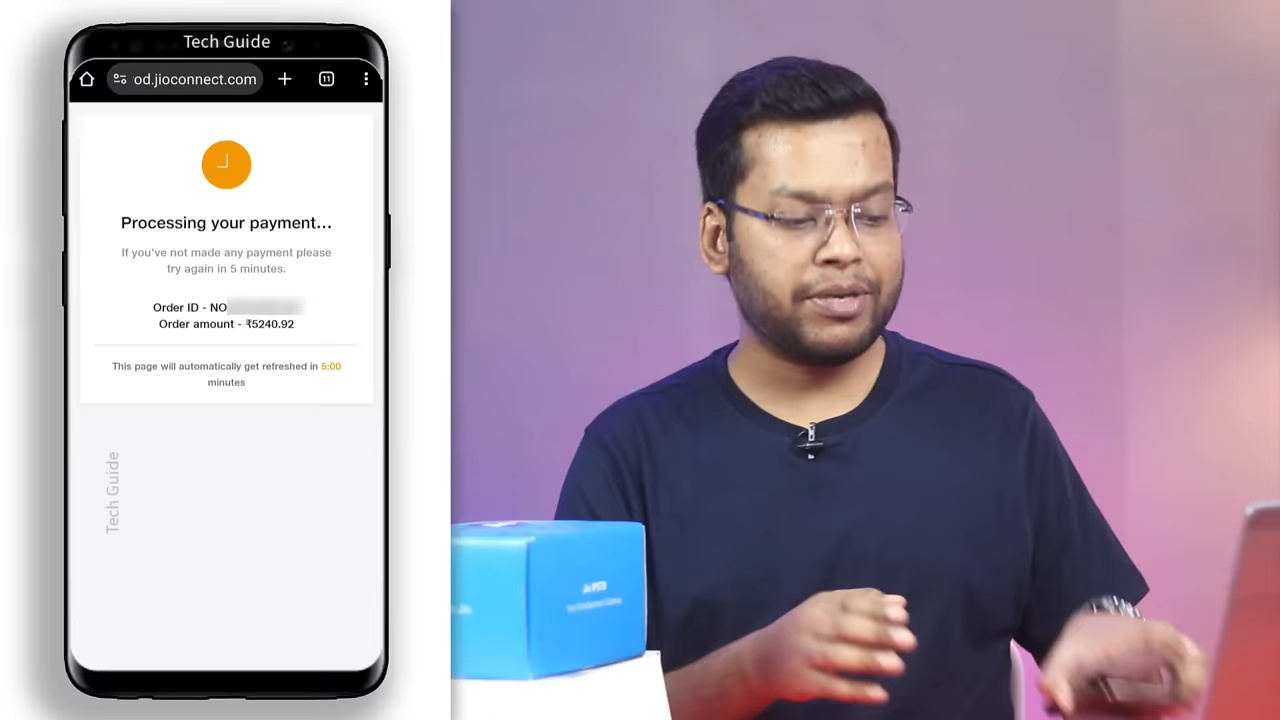 Tech Guide
od.jioconnect.com
11
Processing your payment...
If you've not made any payment please
try again in 5 minutes.
Order ID - NO
Order amount - ₹5240.92
This page will automatically get refreshed in 5:00
minutes
Tech Guide